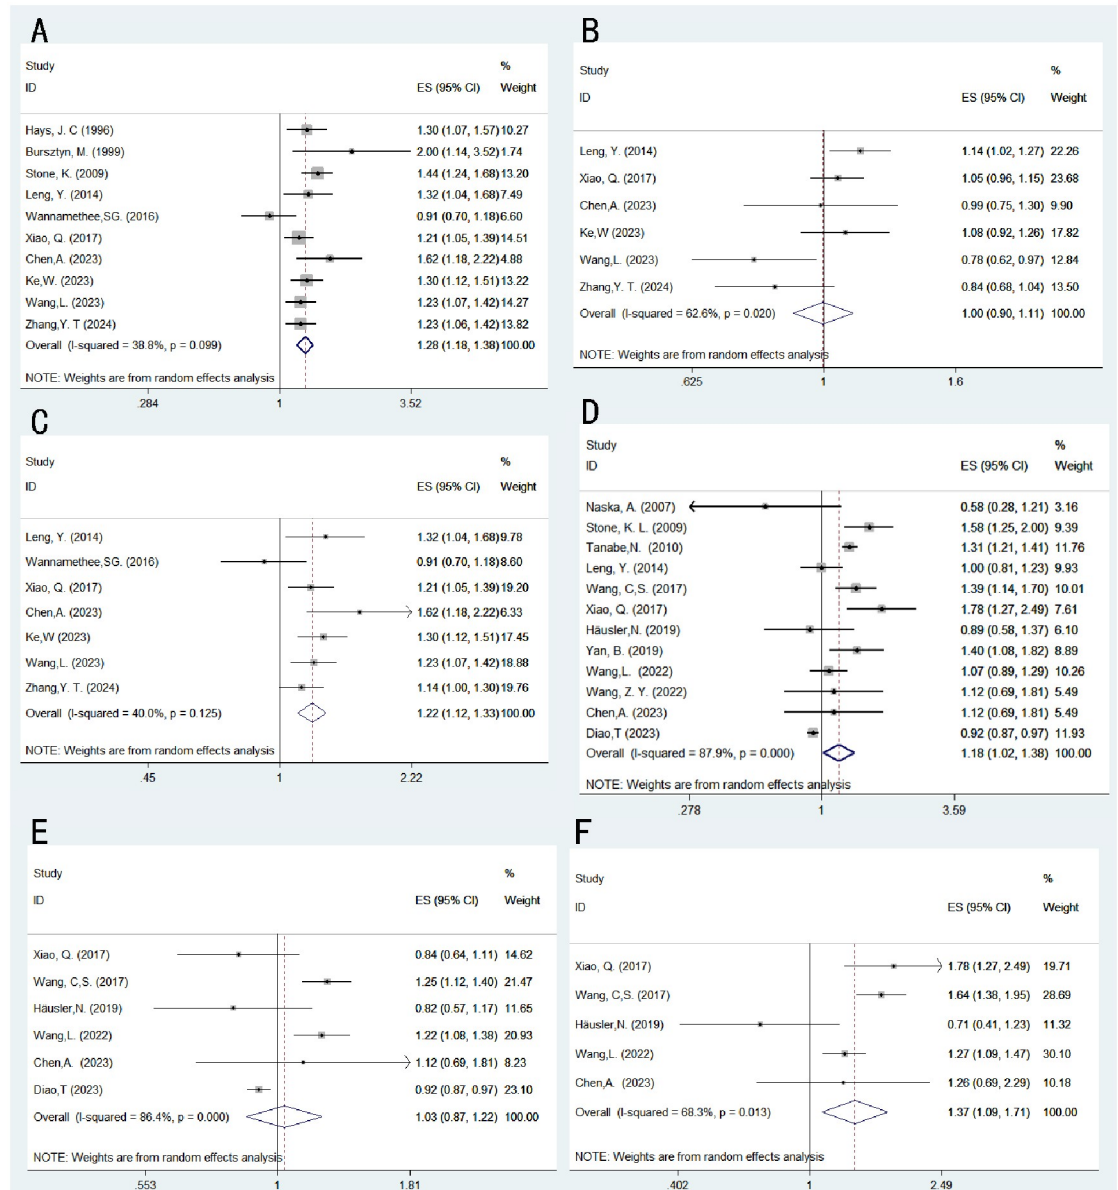 A
Study %
ID ES (95% CI) Weight
Hays, J. C (1996) 1.30 (1.07, 1.57) 10.27
Bursztyn, M. (1999) 2.00 (1.14, 3.52) 1.74
Stone, K. (2009) 1.44 (1.24, 1.68) 13.20
Leng, Y. (2014) 1.32 (1.04, 1.68) 7.49
Wannamethee,SG. (2016) 0.91 (0.70, 1.18) 6.60
Xiao, Q. (2017) 1.21 (1.05, 1.39) 14.51
Chen,A. (2023) 1.62 (1.18, 2.22) 4.88
Ke,W. (2023) 1.30 (1.12, 1.51) 13.22
Wang,L. (2023) 1.23 (1.07, 1.42) 14.27
Zhang,Y. T (2024) 1.23 (1.06, 1.42) 13.82
Overall (I-squared = 38.8%, p = 0.099) 1.28 (1.18, 1.38) 100.00
NOTE: Weights are from random effects analysis
.284 1 3.52
B
Study %
ID ES (95% CI) Weight
Leng, Y. (2014) 1.14 (1.02, 1.27) 22.26
Xiao, Q. (2017) 1.05 (0.96, 1.15) 23.68
Chen,A. (2023) 0.99 (0.75, 1.30) 9.90
Ke,W (2023) 1.08 (0.92, 1.26) 17.82
Wang,L. (2023) 0.78 (0.62, 0.97) 12.84
Zhang,Y. T. (2024) 0.84 (0.68, 1.04) 13.50
Overall (I-squared = 62.6%, p = 0.020) 1.00 (0.90, 1.11) 100.00
NOTE: Weights are from random effects analysis
.625 1 1.6
C
Study %
ID ES (95% CI) Weight
Leng, Y. (2014) 1.32 (1.04, 1.68) 9.78
Wannamethee,SG. (2016) 0.91 (0.70, 1.18) 8.60
Xiao, Q. (2017) 1.21 (1.05, 1.39) 19.20
Chen,A. (2023) 1.62 (1.18, 2.22) 6.33
Ke,W (2023) 1.30 (1.12, 1.51) 17.45
Wang,L. (2023) 1.23 (1.07, 1.42) 18.88
Zhang,Y. T. (2024) 1.14 (1.00, 1.30) 19.76
Overall (I-squared = 40.0%, p = 0.125) 1.22 (1.12, 1.33) 100.00
NOTE: Weights are from random effects analysis
.45 1 2.22
D
Study %
ID ES (95% CI) Weight
Naska, A. (2007) 0.58 (0.28, 1.21) 3.16
Stone, K. L. (2009) 1.58 (1.25, 2.00) 9.39
Tanabe,N. (2010) 1.31 (1.21, 1.41) 11.76
Leng, Y. (2014) 1.00 (0.81, 1.23) 9.93
Wang, C,S. (2017) 1.39 (1.14, 1.70) 10.01
Xiao, Q. (2017) 1.78 (1.27, 2.49) 7.61
Häusler,N. (2019) 0.89 (0.58, 1.37) 6.10
Yan, B. (2019) 1.40 (1.08, 1.82) 8.89
Wang,L. (2022) 1.07 (0.89, 1.29) 10.26
Wang, Z. Y. (2022) 1.12 (0.69, 1.81) 5.49
Chen,A. (2023) 1.12 (0.69, 1.81) 5.49
Diao,T (2023) 0.92 (0.87, 0.97) 11.93
Overall (I-squared = 87.9%, p = 0.000) 1.18 (1.02, 1.38) 100.00
NOTE: Weights are from random effects analysis
.278 1 3.59
E
Study %
ID ES (95% CI) Weight
Xiao, Q. (2017) 0.84 (0.64, 1.11) 14.62
Wang, C,S. (2017) 1.25 (1.12, 1.40) 21.47
Häusler,N. (2019) 0.82 (0.57, 1.17) 11.65
Wang,L. (2022) 1.22 (1.08, 1.38) 20.93
Chen,A. (2023) 1.12 (0.69, 1.81) 8.23
Diao,T (2023) 0.92 (0.87, 0.97) 23.10
Overall (I-squared = 86.4%, p = 0.000) 1.03 (0.87, 1.22) 100.00
NOTE: Weights are from random effects analysis
.553 1 1.81
F
Study %
ID ES (95% CI) Weight
Xiao, Q. (2017) 1.78 (1.27, 2.49) 19.71
Wang, C,S. (2017) 1.64 (1.38, 1.95) 28.69
Häusler,N. (2019) 0.71 (0.41, 1.23) 11.32
Wang,L. (2022) 1.27 (1.09, 1.47) 30.10
Chen,A. (2023) 1.26 (0.69, 2.29) 10.18
Overall (I-squared = 68.3%, p = 0.013) 1.37 (1.09, 1.71) 100.00
NOTE: Weights are from random effects analysis
.402 1 2.49